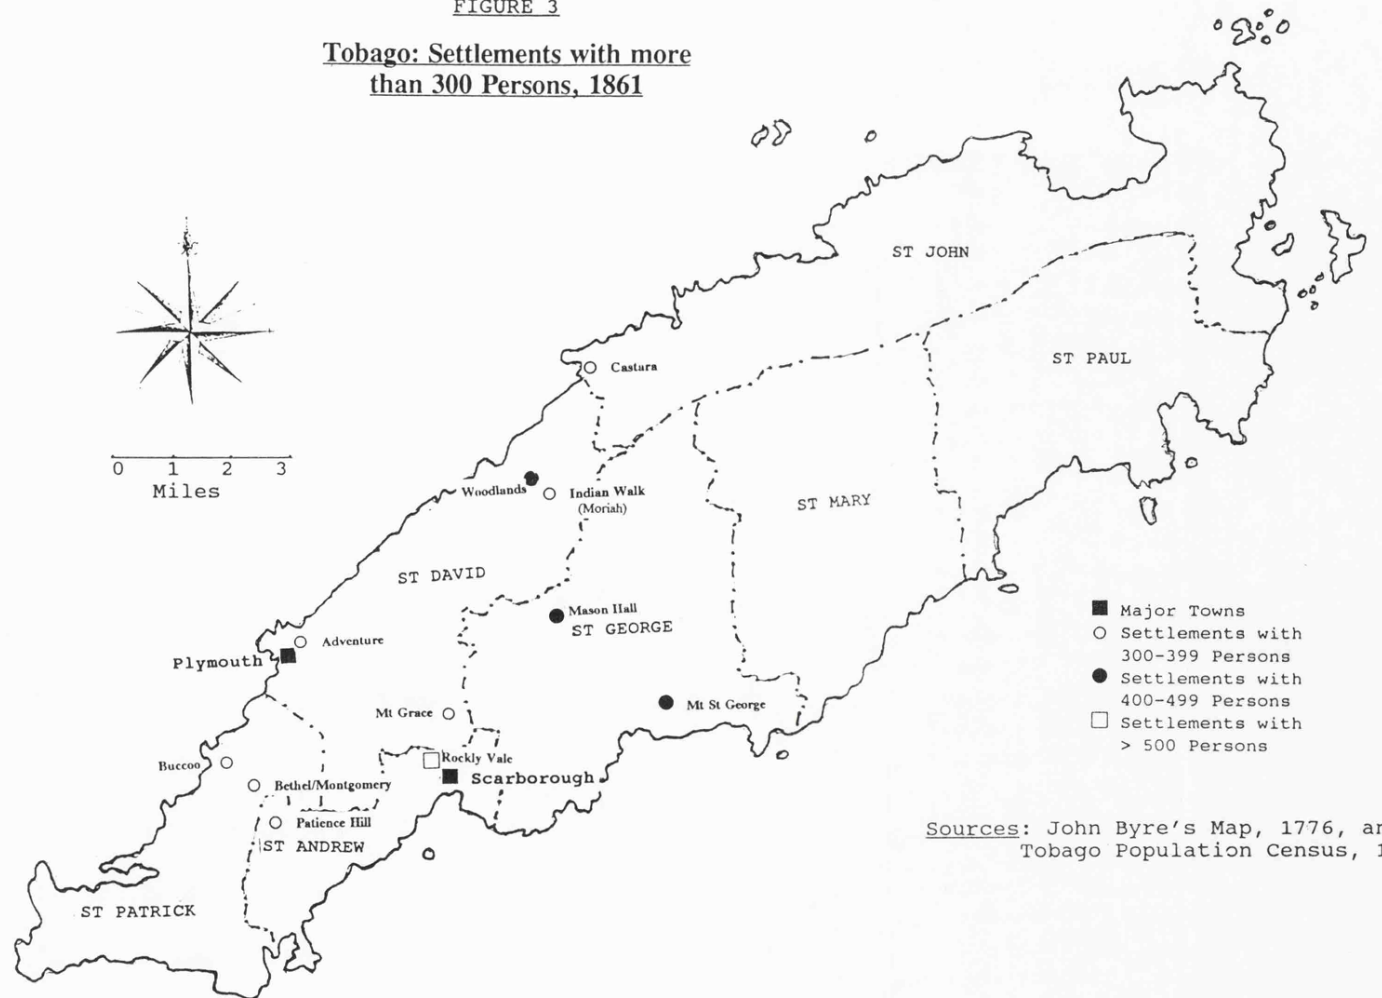 FIGURE 3
Tobago: Settlements with more
than 300 Persons, 1861
ST JOHN
ST PAUL
Castara
0 1 2 3
Miles
Woodlands
Indian Walk
(Moriah)
ST MARY
ST DAVID
Mason Hall
ST GEORGE
Adventure
Plymouth
Mt Grace
Mt St George
Buccoo
Rockly Vale
Scarborough
Bethel/Montgomery
Patience Hill
ST ANDREW
ST PATRICK
Major Towns
Settlements with
300-399 Persons
Settlements with
400-499 Persons
Settlements with
> 500 Persons
Sources: John Byre's Map, 1776, an
Tobago Population Census, 1